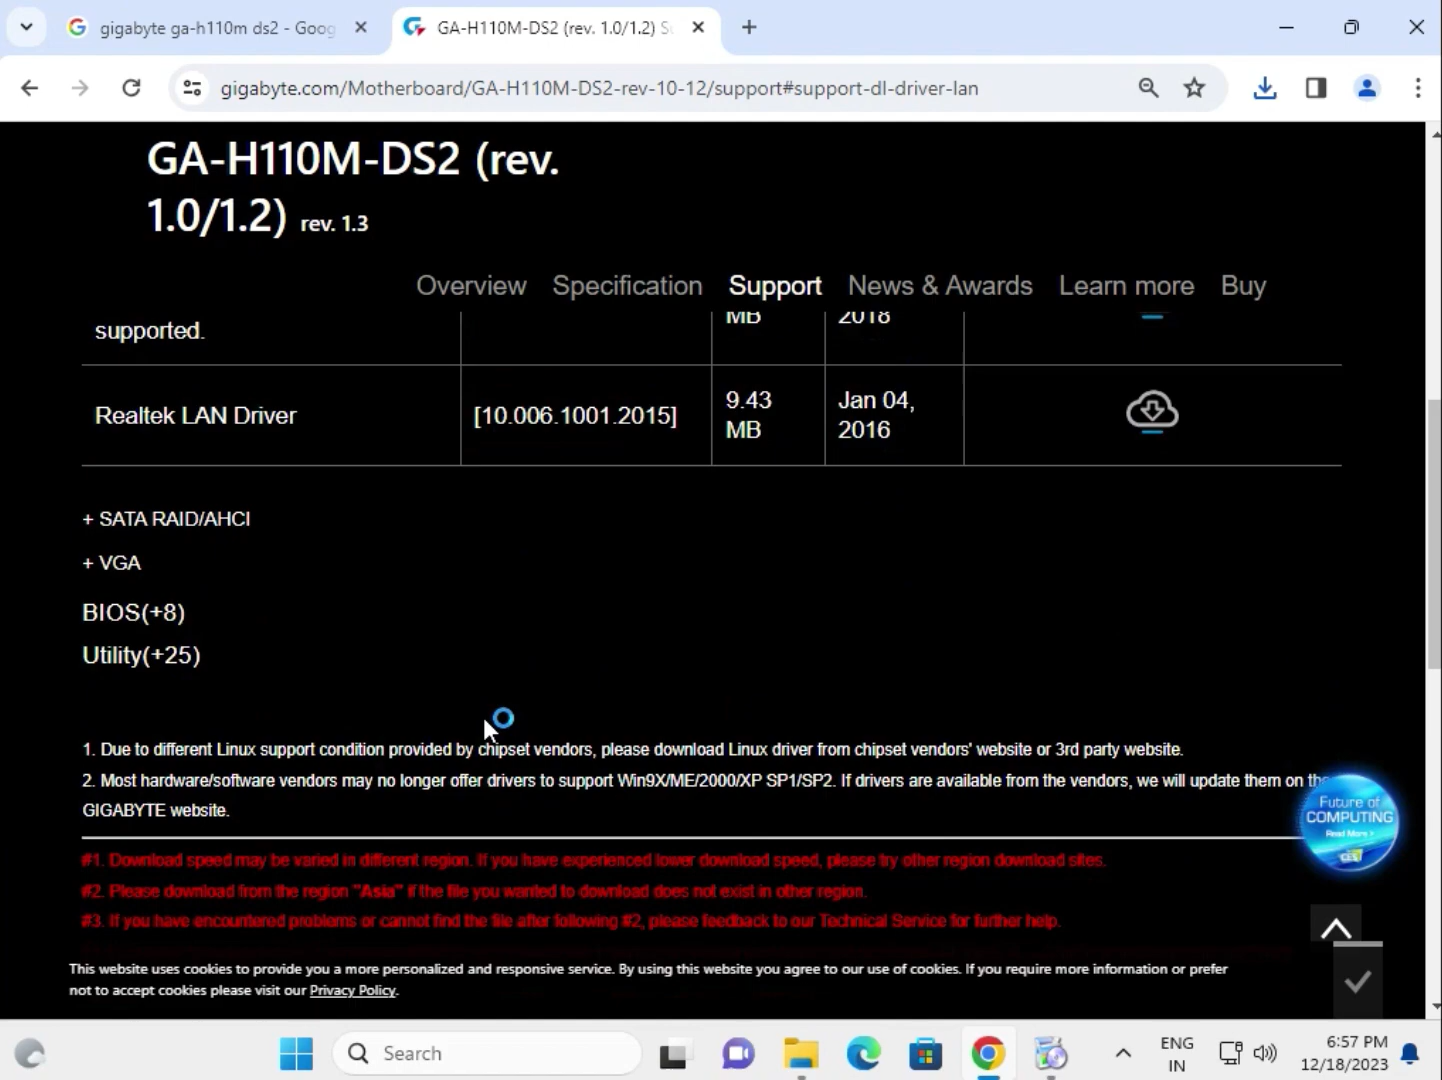 gigabyte ga-h110m ds2 - Goog
GA-H110M-DS2 (rev. 1.0/1.2) S
gigabyte.com/Motherboard/GA-H110M-DS2-rev-10-12/support#support-dl-driver-lan
GA-H110M-DS2 (rev.
1.0/1.2) rev. 1.3
Overview Specification Support News & Awards Learn more Buy
supported. MB 2018
Realtek LAN Driver [10.006.1001.2015] 9.43 MB Jan 04, 2016
+ SATA RAID/AHCI
+ VGA
BIOS(+8)
Utility(+25)
1. Due to different Linux support condition provided by chipset vendors, please download Linux driver from chipset vendors' website or 3rd party website.
2. Most hardware/software vendors may no longer offer drivers to support Win9X/ME/2000/XP SP1/SP2. If drivers are available from the vendors, we will update them on the
GIGABYTE website.
Future of
COMPUTING
Read More >
CES
#1. Download speed may be varied in different region. If you have experienced lower download speed, please try other region download sites.
#2. Please download from the region "Asia" if the file you wanted to download does not exist in other region.
#3. If you have encountered problems or cannot find the file after following #2, please feedback to our Technical Service for further help.
This website uses cookies to provide you a more personalized and responsive service. By using this website you agree to our use of cookies. If you require more information or prefer
not to accept cookies please visit our Privacy Policy.
Search
ENG
IN
6:57 PM
12/18/2023